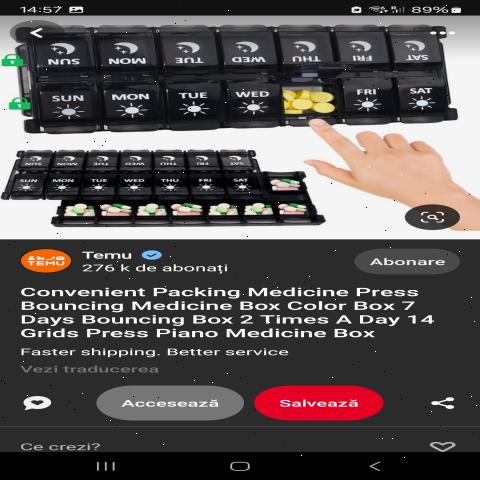 14:57
89%
SUN MON TUE WED THU FRI SAT
SUN MON TUE WED FRI SAT
SUN MON TUE WED THU FRI SAT
SUN MON TUE WED THU FRI SAT
TEMU
Temu
276 k de abonați
Abonare
Convenient Packing Medicine Press
Bouncing Medicine Box Color Box 7
Days Bouncing Box 2 Times A Day 14
Grids Press Piano Medicine Box
Faster shipping. Better service
Vezi traducerea
Accesează
Salvează
Ce crezi?